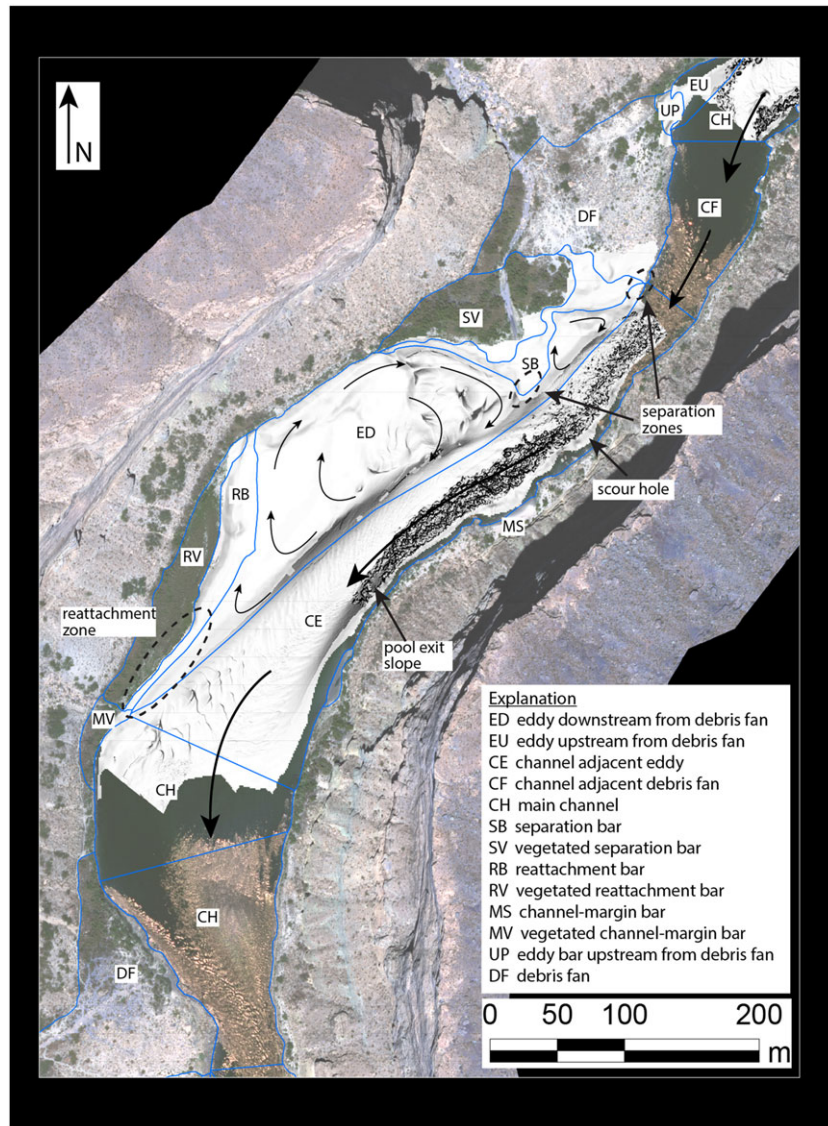 N
EU
UP
CH
CF
DF
SV
SB
separation
zones
ED
scour hole
RB
MS
RV
reattachment
zone
CE
pool exit
slope
MV
CH
CH
DF
Explanation
ED eddy downstream from debris fan
EU eddy upstream from debris fan
CE channel adjacent eddy
CF channel adjacent debris fan
CH main channel
SB separation bar
SV vegetated separation bar
RB reattachment bar
RV vegetated reattachment bar
MS channel-margin bar
MV vegetated channel-margin bar
UP eddy bar upstream from debris fan
DF debris fan
0 50 100 200
m